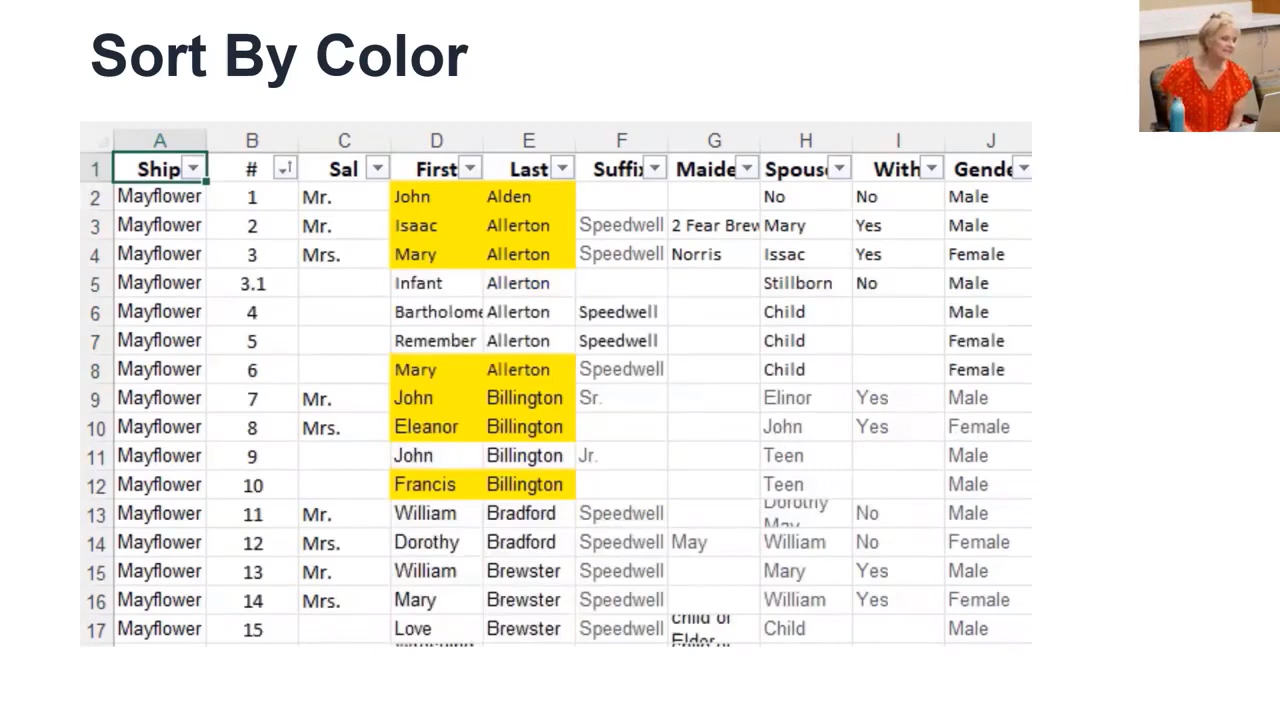 Sort By Color
A B C D E F G H I J
1 Ship # Sal First Last Suffix Maide Spouse With Gende
2 Mayflower 1 Mr. John Alden No No Male
3 Mayflower 2 Mr. Isaac Allerton Speedwell 2 Fear Brew Mary Yes Male
4 Mayflower 3 Mrs. Mary Allerton Speedwell Norris Issac Yes Female
5 Mayflower 3.1 Infant Allerton Stillborn No Male
6 Mayflower 4 Bartholome Allerton Speedwell Child Male
7 Mayflower 5 Remember Allerton Speedwell Child Female
8 Mayflower 6 Mary Allerton Speedwell Child Female
9 Mayflower 7 Mr. John Billington Sr. Elinor Yes Male
10 Mayflower 8 Mrs. Eleanor Billington John Yes Female
11 Mayflower 9 John Billington Jr. Teen Male
12 Mayflower 10 Francis Billington Teen Male
13 Mayflower 11 Mr. William Bradford Speedwell Dorothy May No Male
14 Mayflower 12 Mrs. Dorothy Bradford Speedwell May William No Female
15 Mayflower 13 Mr. William Brewster Speedwell Mary Yes Male
16 Mayflower 14 Mrs. Mary Brewster Speedwell William Yes Female
17 Mayflower 15 Love Brewster Speedwell child of Elder Child Male